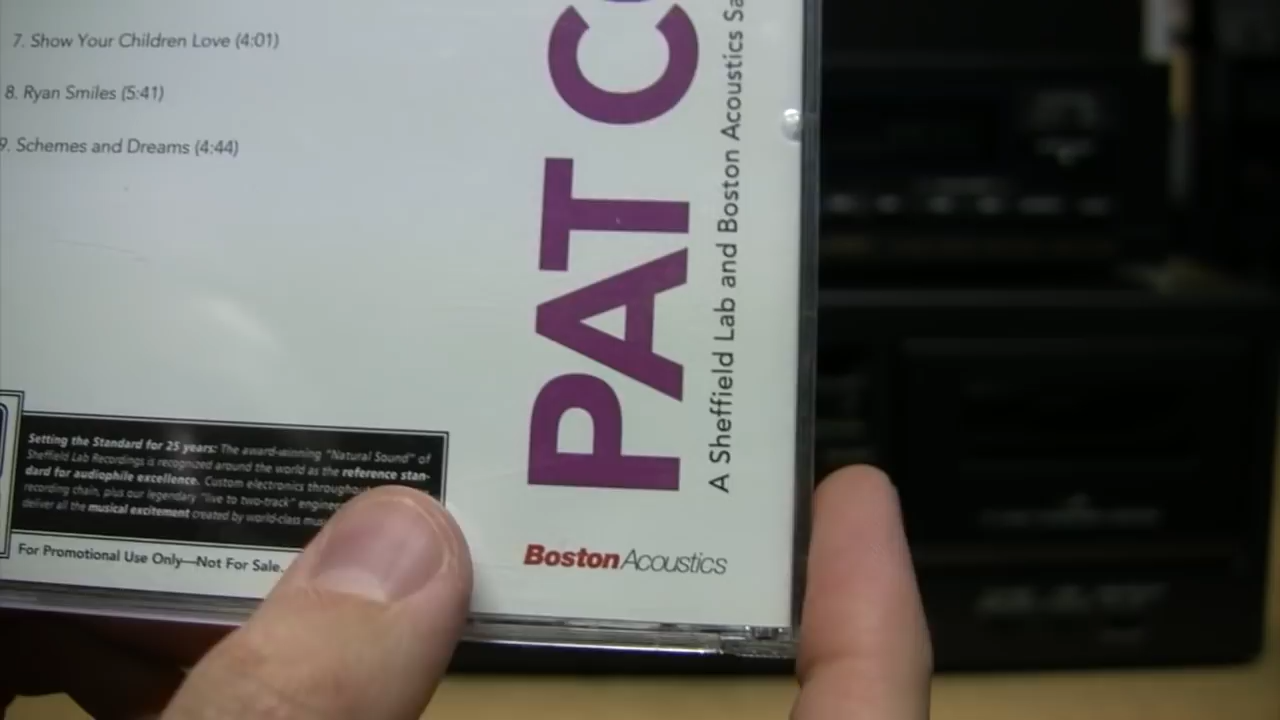 7. Show Your Children Love (4:01)
8. Ryan Smiles (5:41)
9. Schemes and Dreams (4:44)
PAT C
A Sheffield Lab and Boston Acoustics Sa
Setting the Standard for 25 years: The award-winning "Natural Sound" of
Sheffield Lab Recordings is recognized around the world as the reference stan-
dard for audiophile excellence. Custom electronics throughout
recording chain, plus our legendary "live to two-track" engine
deliver all the musical excitement created by world-class mus
For Promotional Use Only—Not For Sale.
Boston Acoustics